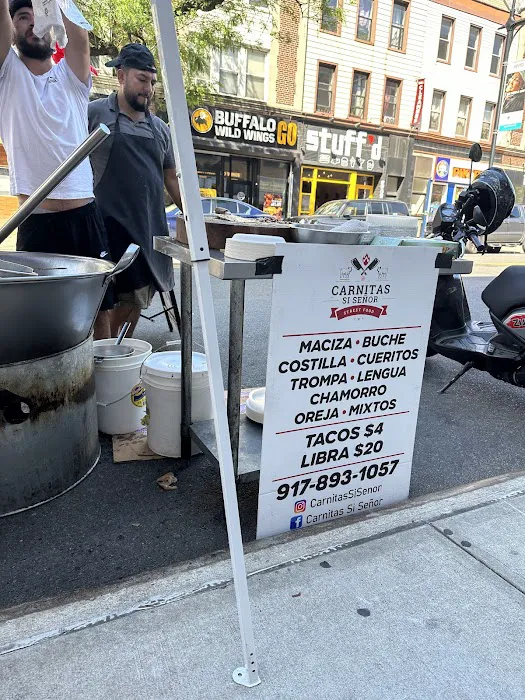 BUFFALO
WILD WINGS
GO
stuff'd
CARNITAS
SI SEÑOR
STREET FOOD
MACIZA • BUCHE
COSTILLA • CUERITOS
TROMPA • LENGUA
CHAMORRO
OREJA • MIXTOS
TACOS $4
LIBRA $20
917-893-1057
CarnitasSiSenor
Carnitas Si Señor